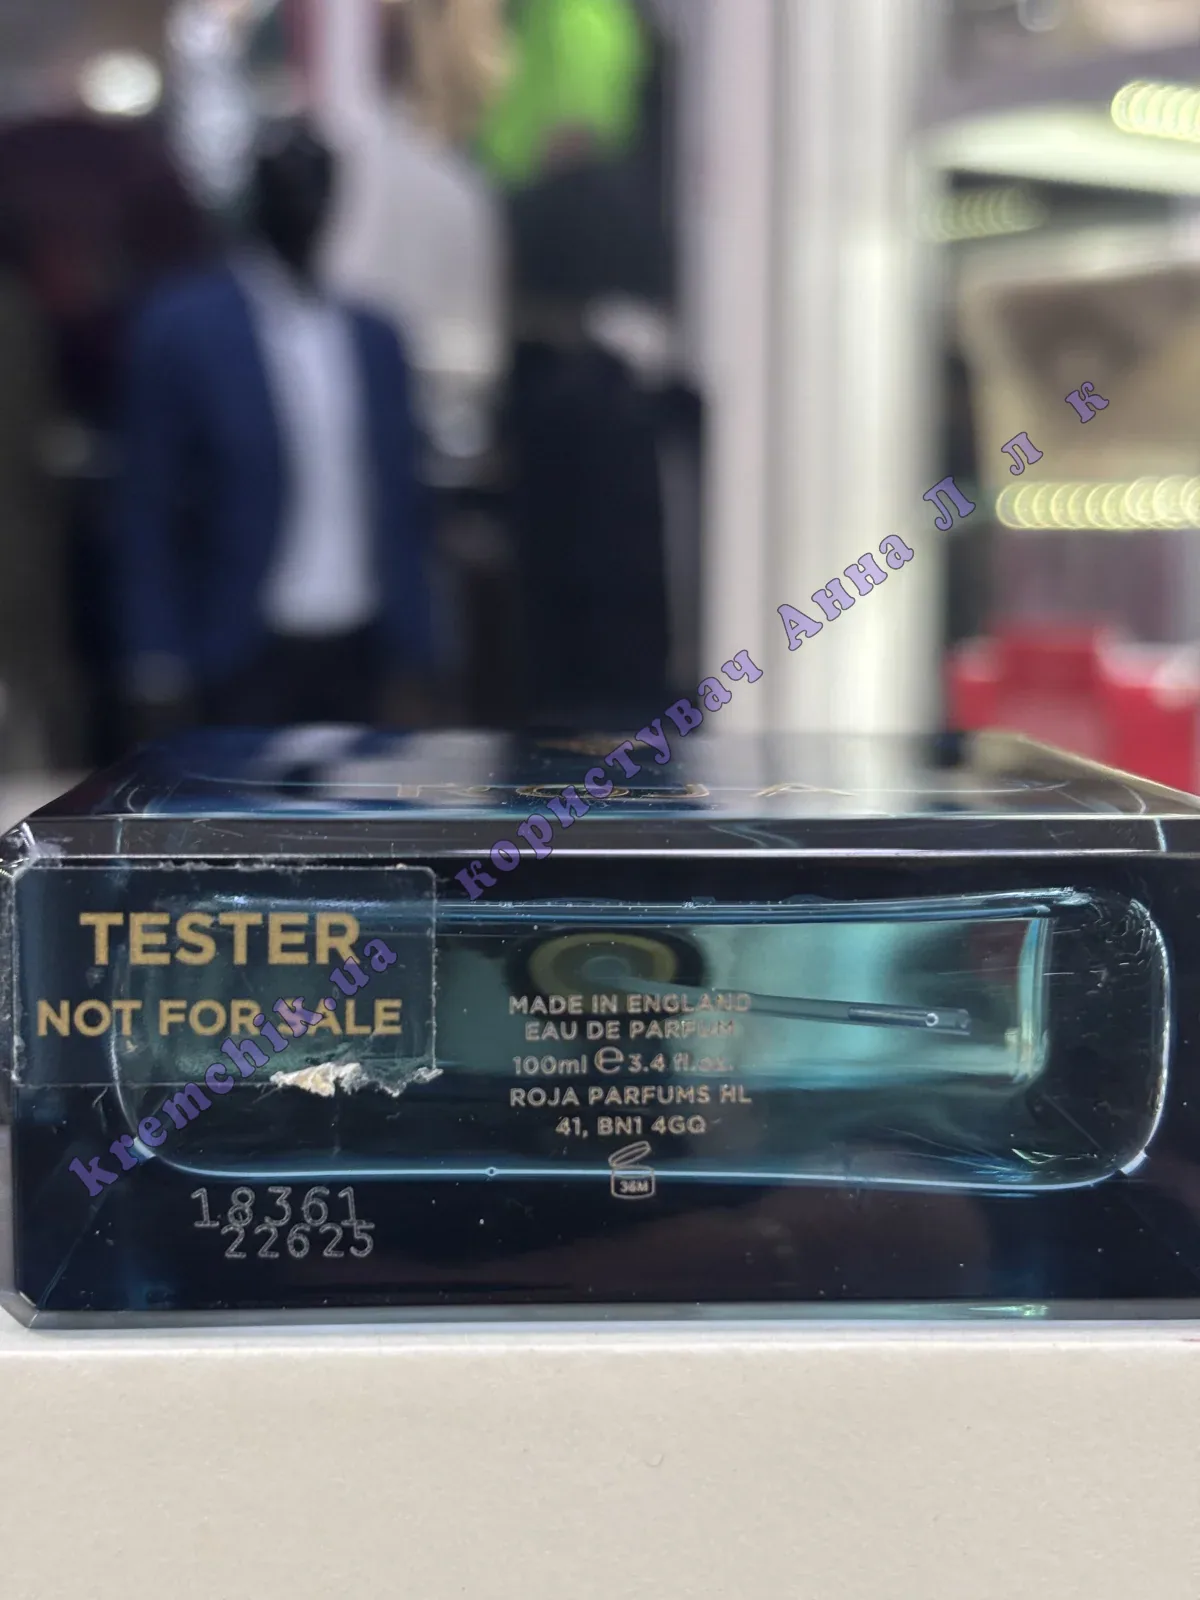 ROJA
TESTER
NOT FOR SALE
MADE IN ENGLAND
EAU DE PARFUM
100ml ℮ 3.4 fl.oz.
ROJA PARFUMS HL
41, BN1 4GQ
36M
18361
22625
kremchik.ua користувач Анна Л л к